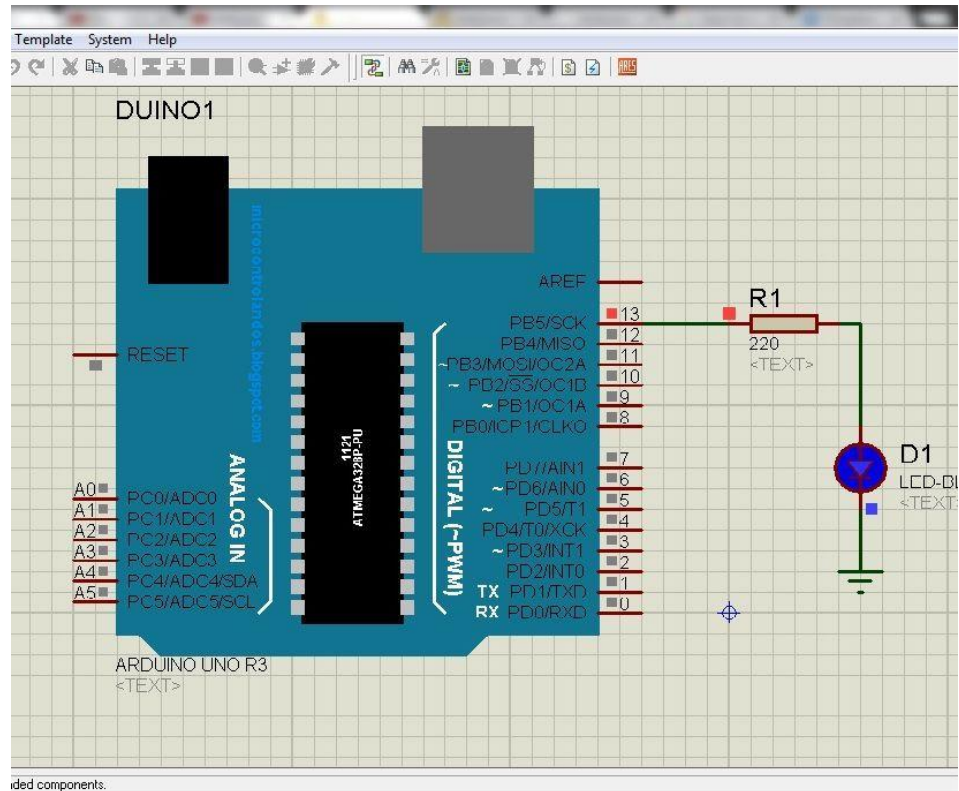 Template System Help
DUINO1
microcontrolandos.blogspot.com
AREF
PB5/SCK 13
PB4/MISO 12
~PB3/MOSI/OC2A 11
~ PB2/SS/OC1B 10
~ PB1/OC1A 9
PB0/ICP1/CLKO 8
PD7/AIN1 7
~PD6/AIN0 6
~ PD5/T1 5
PD4/T0/XCK 4
~PD3/INT1 3
PD2/INT0 2
TX PD1/TXD 1
RX PD0/RXD 0
DIGITAL (~PWM)
RESET
1121
ATMEGA328P-PU
ANALOG IN
A0 PC0/ADC0
A1 PC1/ADC1
A2 PC2/ADC2
A3 PC3/ADC3
A4 PC4/ADC4/SDA
A5 PC5/ADC5/SCL
ARDUINO UNO R3
<TEXT>
R1
220
<TEXT>
D1
LED-BL
<TEXT>
components.